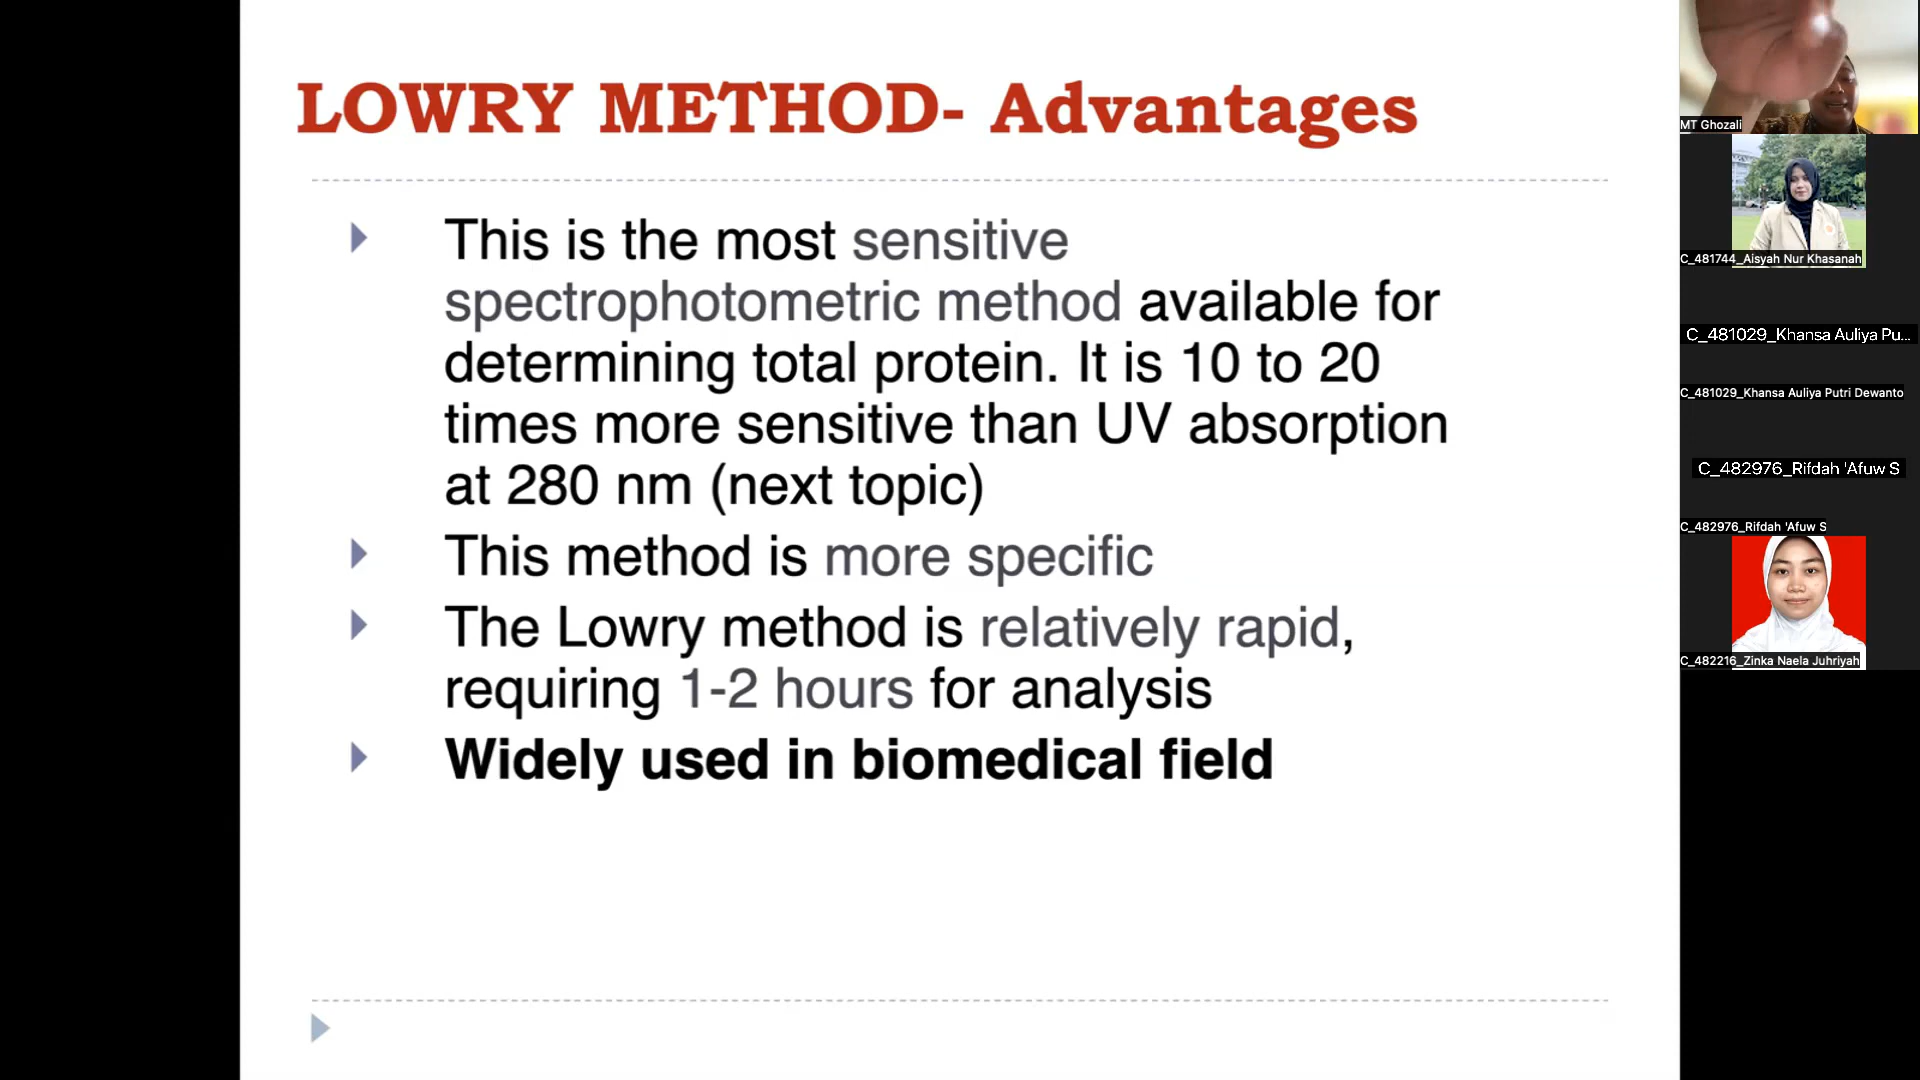 LOWRY METHOD- Advantages
This is the most sensitive
spectrophotometric method available for
determining total protein. It is 10 to 20
times more sensitive than UV absorption
at 280 nm (next topic)
This method is more specific
The Lowry method is relatively rapid,
requiring 1-2 hours for analysis
Widely used in biomedical field
MT Ghozali
C_481744_Aisyah Nur Khasanah
C_481029_Khansa Auliya Pu...
C_481029_Khansa Auliya Putri Dewanto
C_482976_Rifdah 'Afuw S
C_482976_Rifdah 'Afuw S
C_482216_Zinka Naela Juhriyah